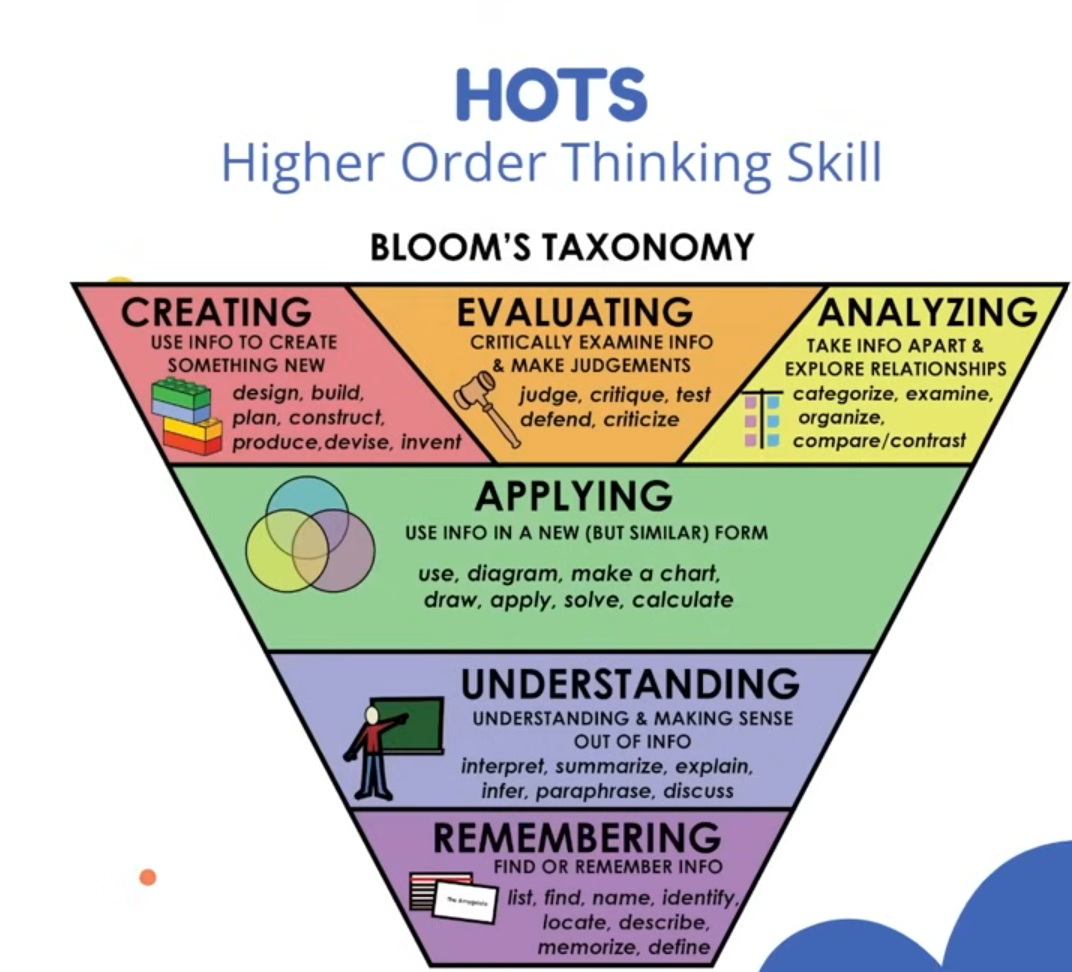 HOTS
Higher Order Thinking Skill
BLOOM'S TAXONOMY
CREATING
USE INFO TO CREATE
SOMETHING NEW
design, build,
plan, construct,
produce, devise, invent
EVALUATING
CRITICALLY EXAMINE INFO
& MAKE JUDGEMENTS
judge, critique, test
defend, criticize
ANALYZING
TAKE INFO APART &
EXPLORE RELATIONSHIPS
categorize, examine,
organize,
compare/contrast
APPLYING
USE INFO IN A NEW (BUT SIMILAR) FORM
use, diagram, make a chart,
draw, apply, solve, calculate
UNDERSTANDING
UNDERSTANDING & MAKING SENSE
OUT OF INFO
interpret, summarize, explain,
infer, paraphrase, discuss
REMEMBERING
FIND OR REMEMBER INFO
The Amygdala
list, find, name, identify,
locate, describe,
memorize, define